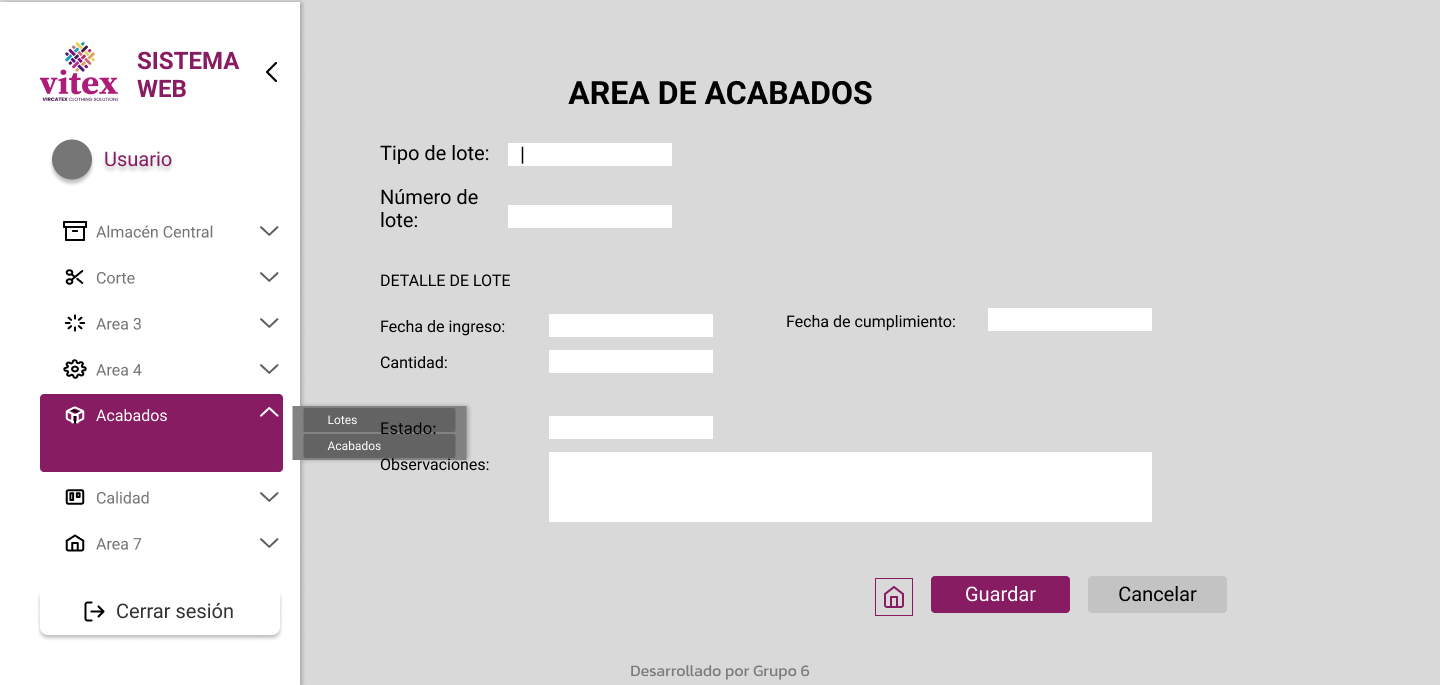 vitex
VIRCATEX CLOTHING SOLUTIONS
SISTEMA
WEB
Usuario
Almacén Central
Corte
Area 3
Area 4
Acabados
Lotes
Acabados
Calidad
Area 7
Cerrar sesión
AREA DE ACABADOS
Tipo de lote:
Número de
lote:
DETALLE DE LOTE
Fecha de ingreso:
Fecha de cumplimiento:
Cantidad:
Estado:
Observaciones:
Guardar
Cancelar
Desarrollado por Grupo 6